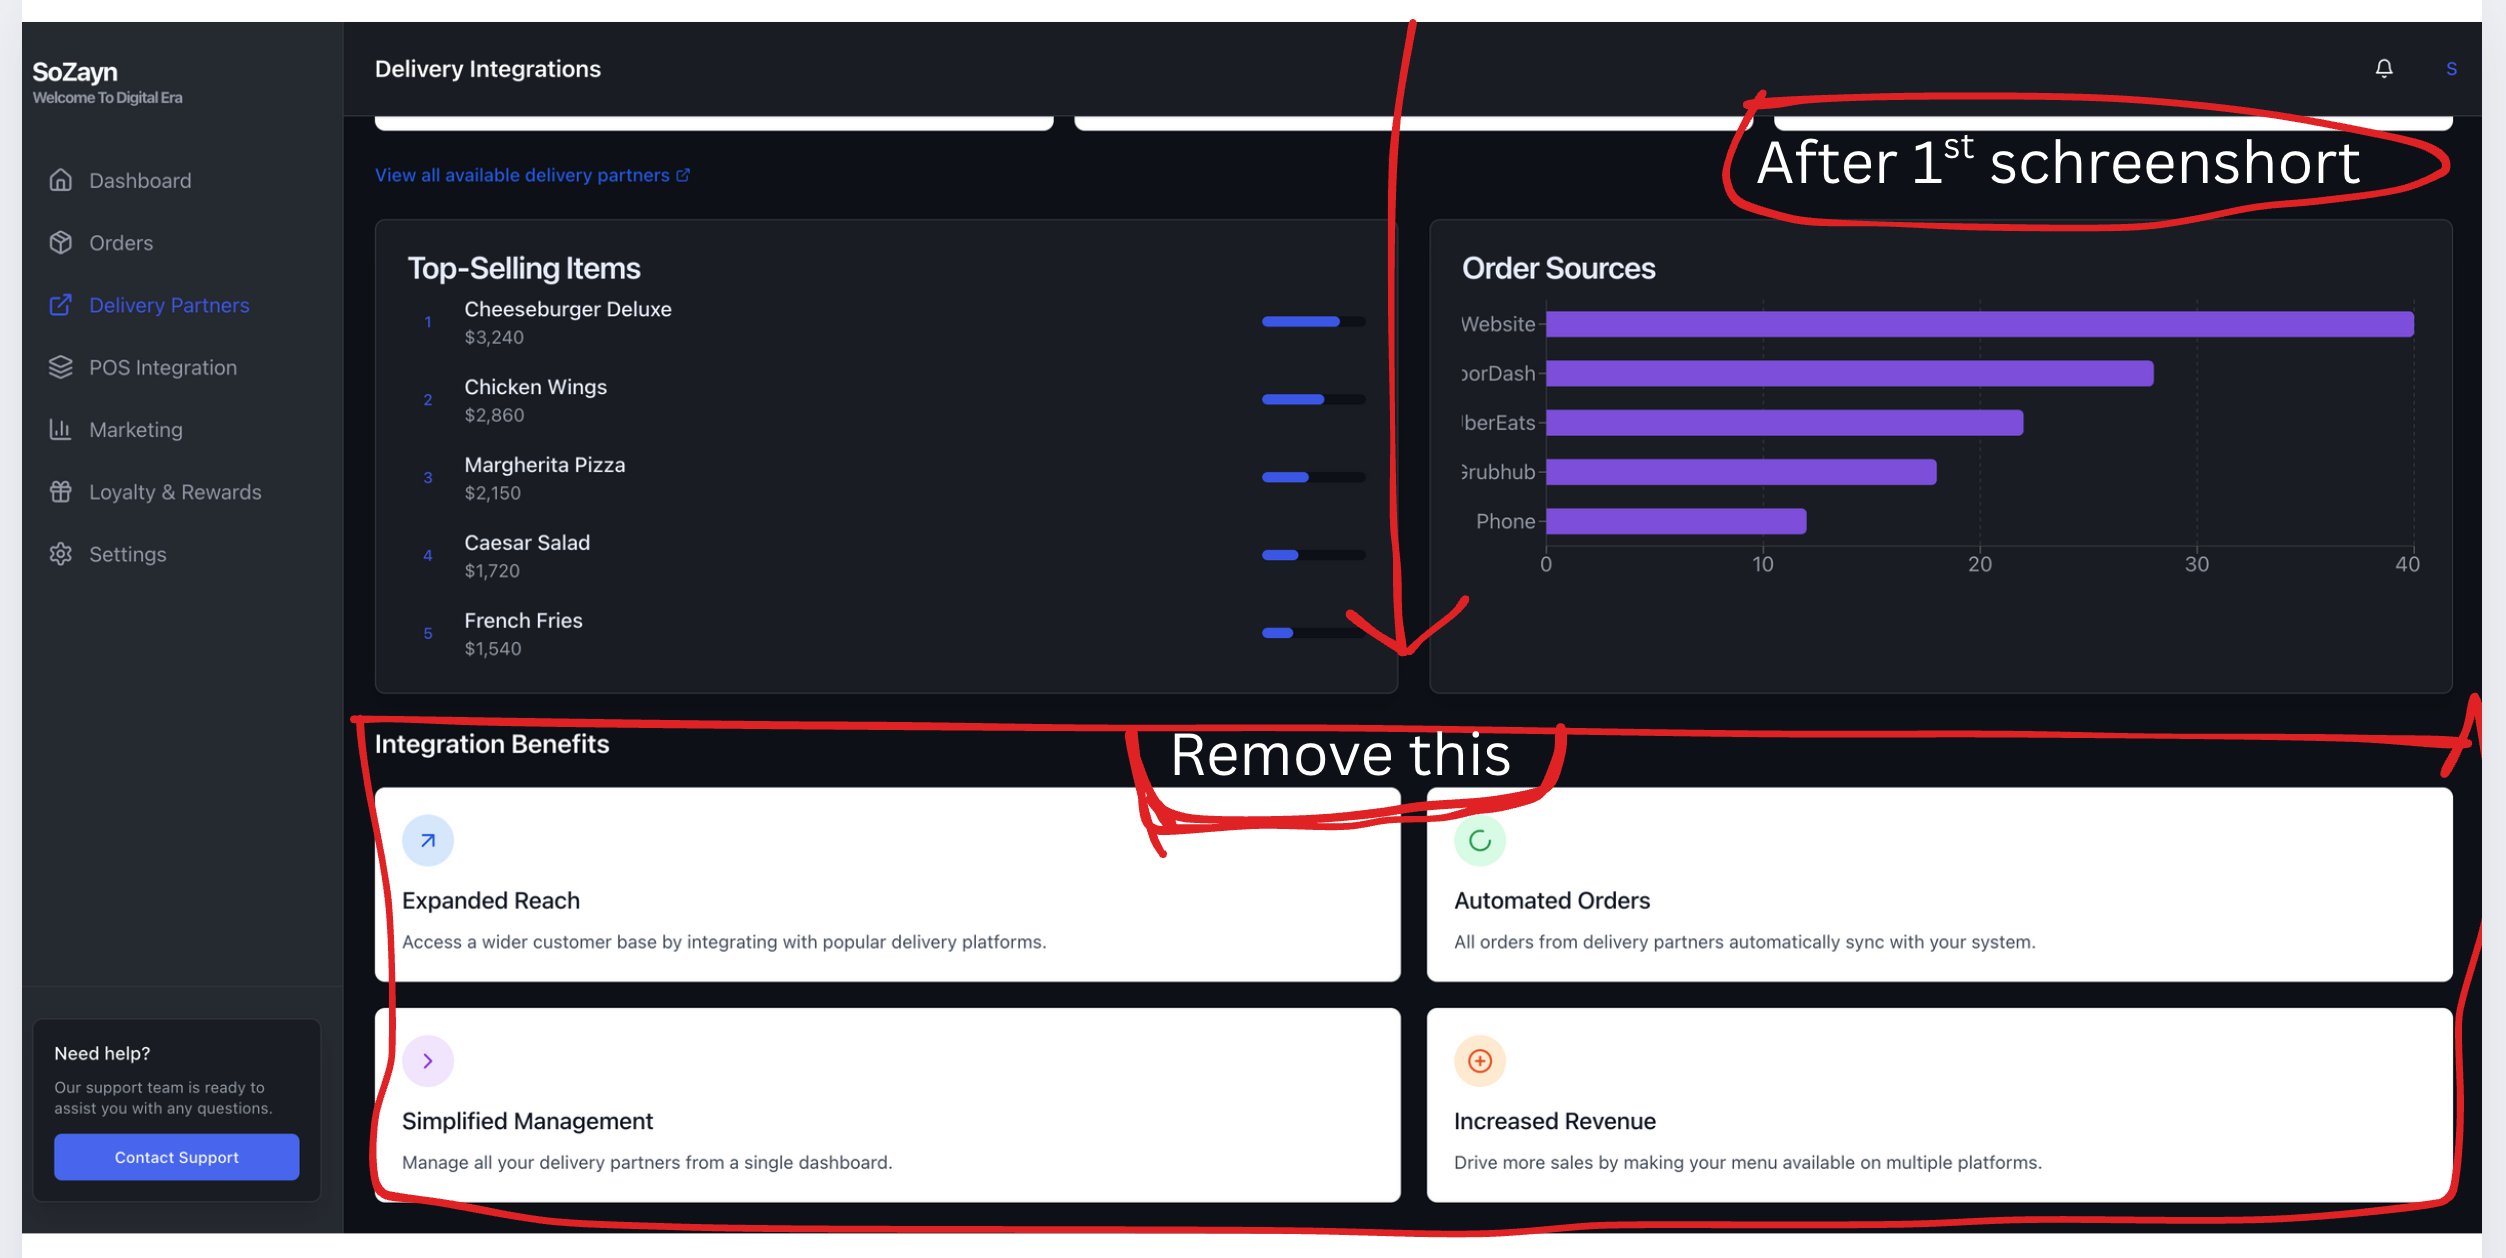 SoZayn
Welcome To Digital Era
Delivery Integrations
S
Dashboard
Orders
Delivery Partners
POS Integration
Marketing
Loyalty & Rewards
Settings
Need help?
Our support team is ready to
assist you with any questions.
Contact Support
After 1st schreenshort
View all available delivery partners
Top-Selling Items
1 Cheeseburger Deluxe
$3,240
2 Chicken Wings
$2,860
3 Margherita Pizza
$2,150
4 Caesar Salad
$1,720
5 French Fries
$1,540
Order Sources
Website
oorDash
berEats
Grubhub
Phone
0 10 20 30 40
Integration Benefits
Remove this
Expanded Reach
Access a wider customer base by integrating with popular delivery platforms.
Automated Orders
All orders from delivery partners automatically sync with your system.
Simplified Management
Manage all your delivery partners from a single dashboard.
Increased Revenue
Drive more sales by making your menu available on multiple platforms.